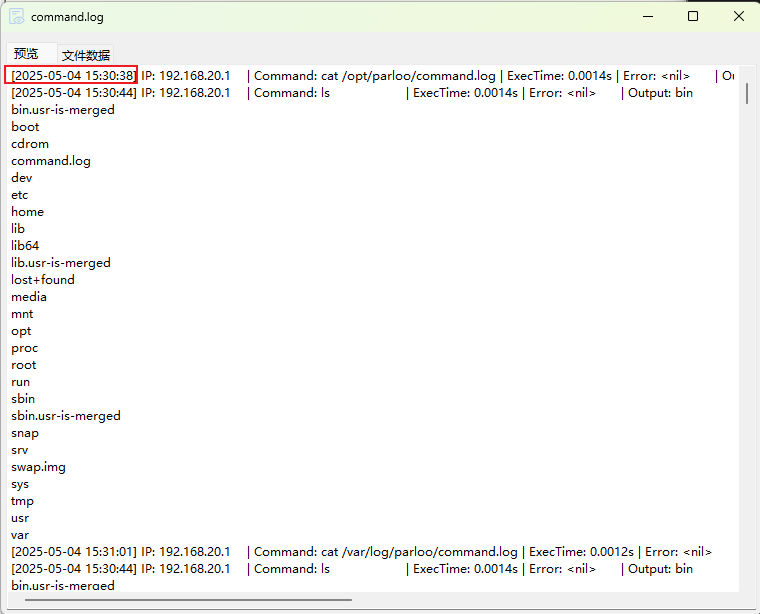 command.log
预览 文件数据
[2025-05-04 15:30:38] IP: 192.168.20.1 | Command: cat /opt/parloo/command.log | ExecTime: 0.0014s | Error: <nil> |
[2025-05-04 15:30:44] IP: 192.168.20.1 | Command: ls | ExecTime: 0.0014s | Error: <nil> | Output: bin
bin.usr-is-merged
boot
cdrom
command.log
dev
etc
home
lib
lib64
lib.usr-is-merged
lost+found
media
mnt
opt
proc
root
run
sbin
sbin.usr-is-merged
snap
srv
swap.img
sys
tmp
usr
var
[2025-05-04 15:31:01] IP: 192.168.20.1 | Command: cat /var/log/parloo/command.log | ExecTime: 0.0012s | Error: <nil>
[2025-05-04 15:30:44] IP: 192.168.20.1 | Command: ls | ExecTime: 0.0014s | Error: <nil> | Output: bin
bin.usr-is-merged